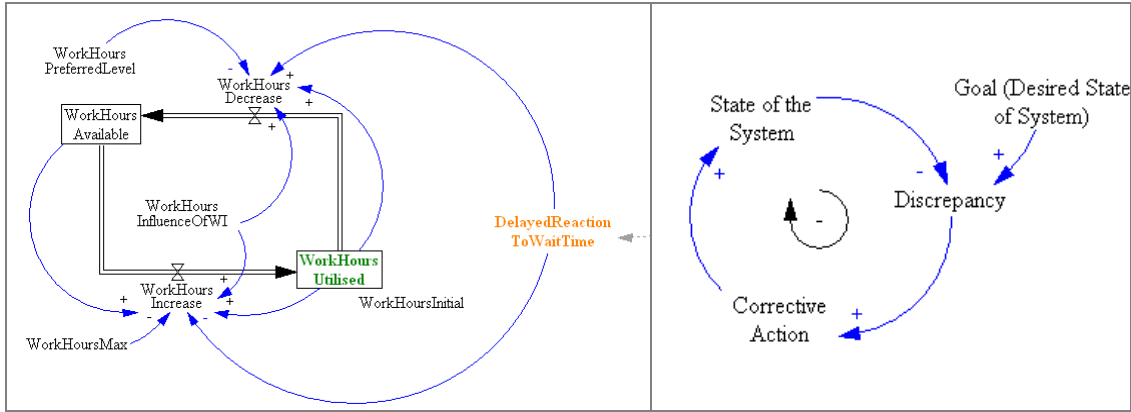 WorkHours
PreferredLevel
-
+
WorkHours
Decrease
+
+
WorkHours
Available
WorkHours
InfluenceOfWI
DelayedReaction
ToWaitTime
WorkHours
Utilised
+
WorkHours
Increase
+
+
-
-
WorkHoursInitial
WorkHoursMax
State of the
System
Goal (Desired State
of System)
+
-
+
Discrepancy
-
+
Corrective
Action